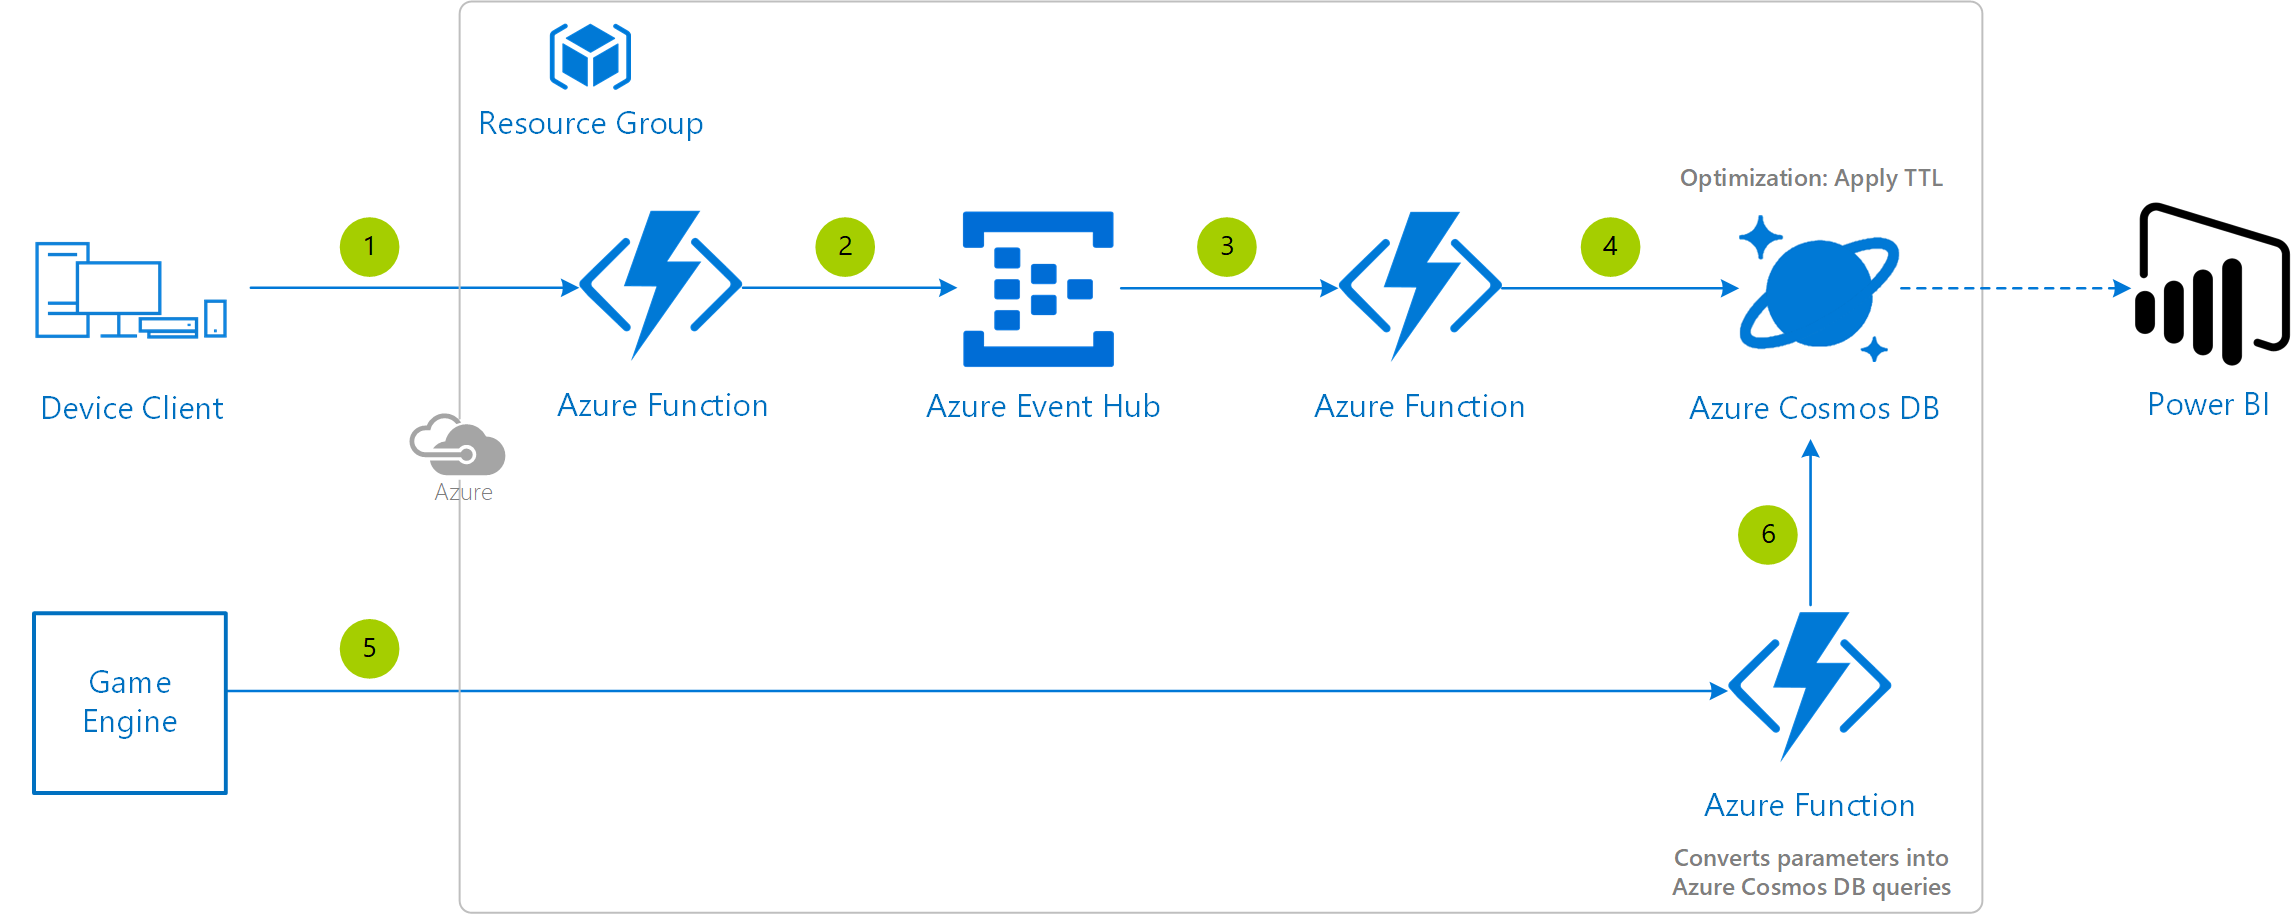 Resource Group
Optimization: Apply TTL
1
2
3
4
Device Client
Azure Function
Azure Event Hub
Azure Function
Azure Cosmos DB
Power BI
Azure
6
5
Game
Engine
Azure Function
Converts parameters into
Azure Cosmos DB queries